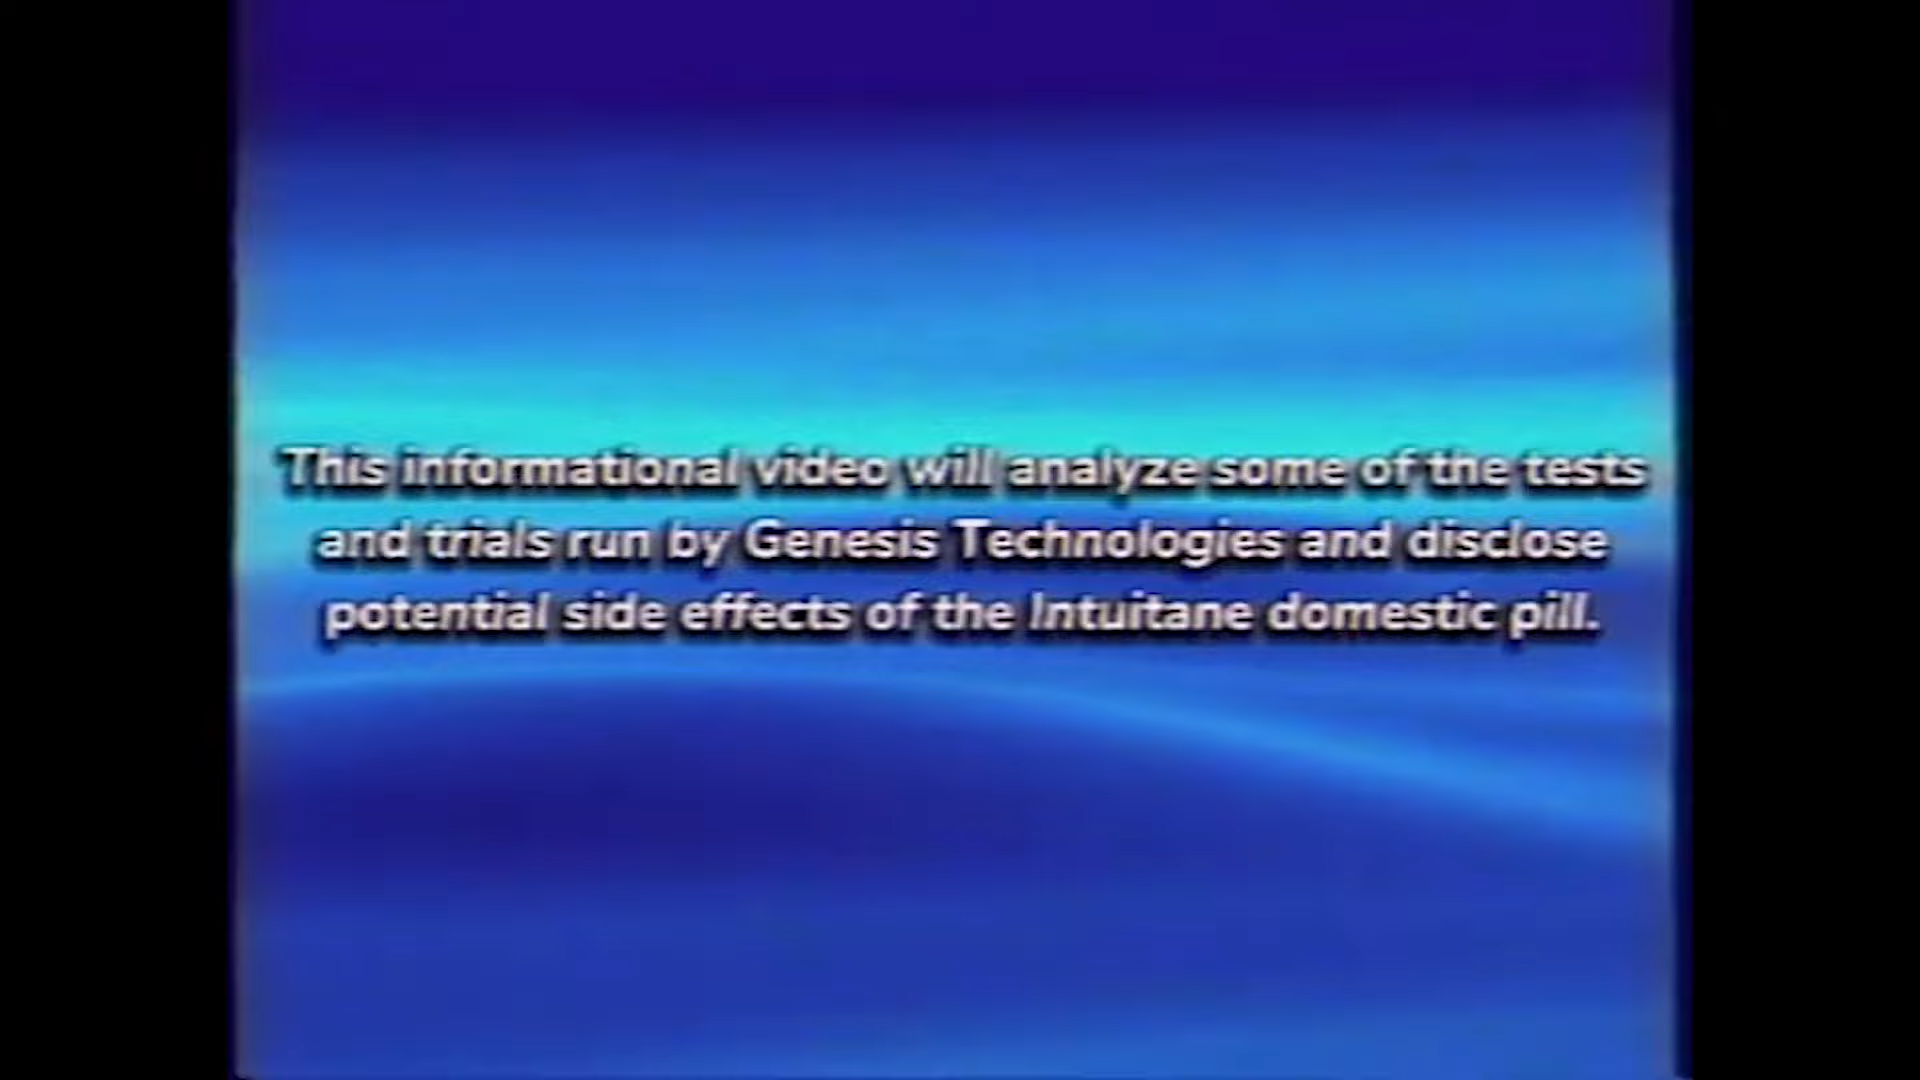 This informational video will analyze some of the tests
and trials run by Genesis Technologies and disclose
potential side effects of the Intuitane domestic pill.